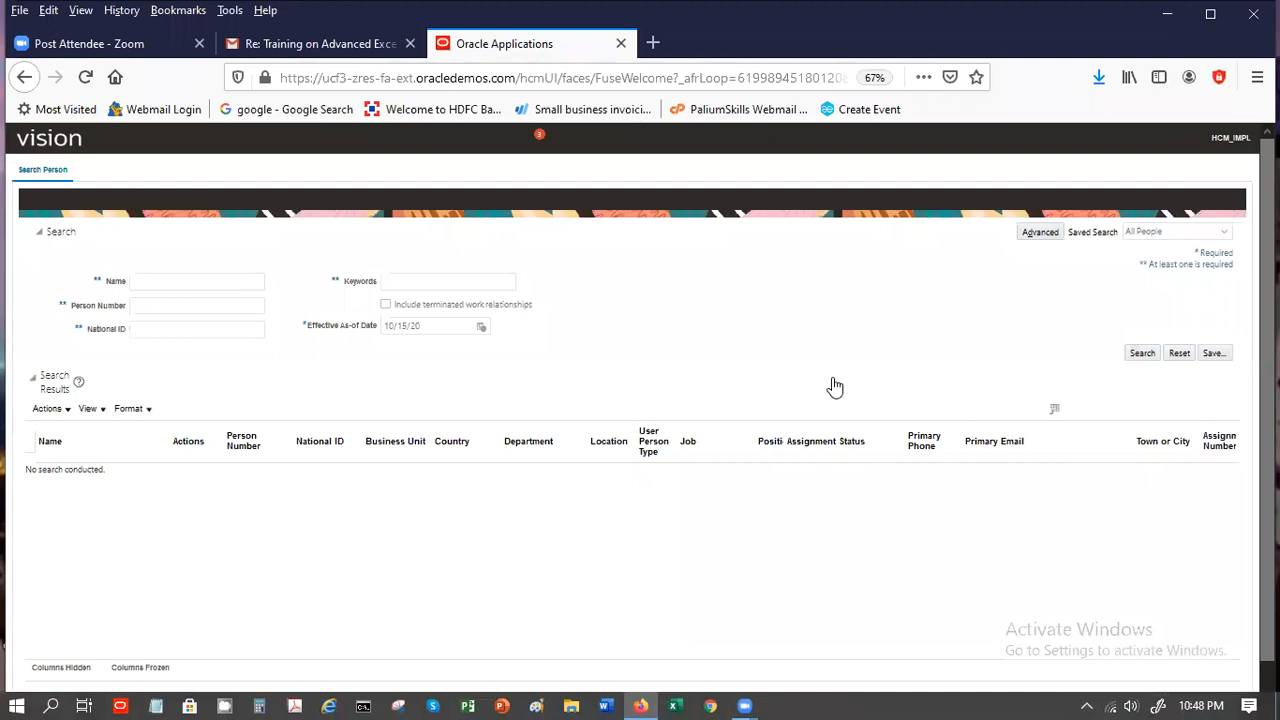 File Edit View History Bookmarks Tools Help
Post Attendee - Zoom
Re: Training on Advanced Exce
Oracle Applications
https://ucf3-zres-fa-ext.oracledemos.com/hcmUI/faces/FuseWelcome?_afrLoop=619989451801208
67%
Most Visited Webmail Login google - Google Search Welcome to HDFC Ba... Small business invoicin... PaliumSkills Webmail ... Create Event
vision
3
HCM_IMPL
Search Person
Search
Advanced Saved Search All People
* Required
** At least one is required
** Name
** Keywords
** Person Number
Include terminated work relationships
** National ID
*Effective As-of Date 10/15/20
Search Reset Save...
Search Results
Actions View Format
Name Actions Person Number National ID Business Unit Country Department Location User Person Type Job Positi Assignment Status Primary Phone Primary Email Town or City Assignm Number
No search conducted.
Activate Windows
Go to Settings to activate Windows.
Columns Hidden Columns Frozen
10:48 PM